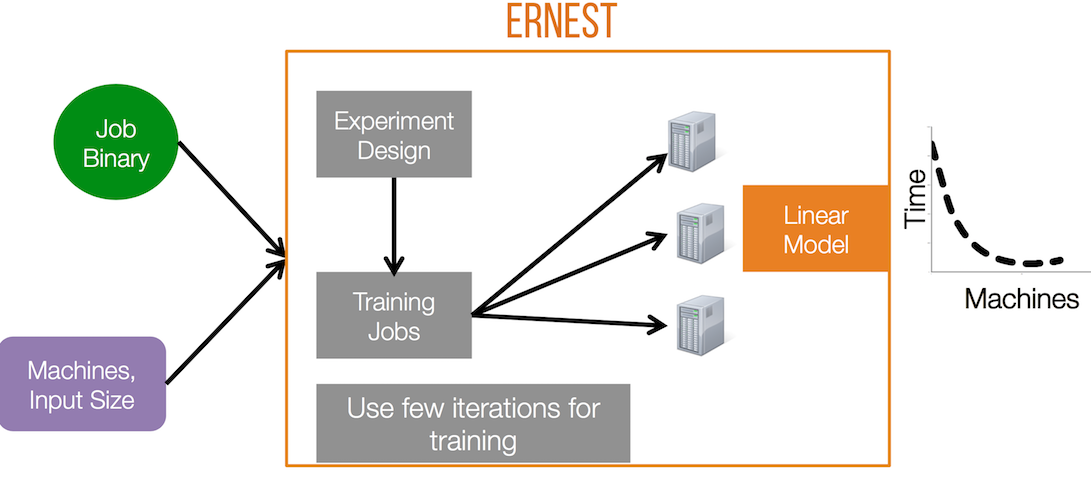 ERNEST
Job
Binary
Machines,
Input Size
Experiment
Design
Training
Jobs
Use few iterations for
training
Linear
Model
Time
Machines